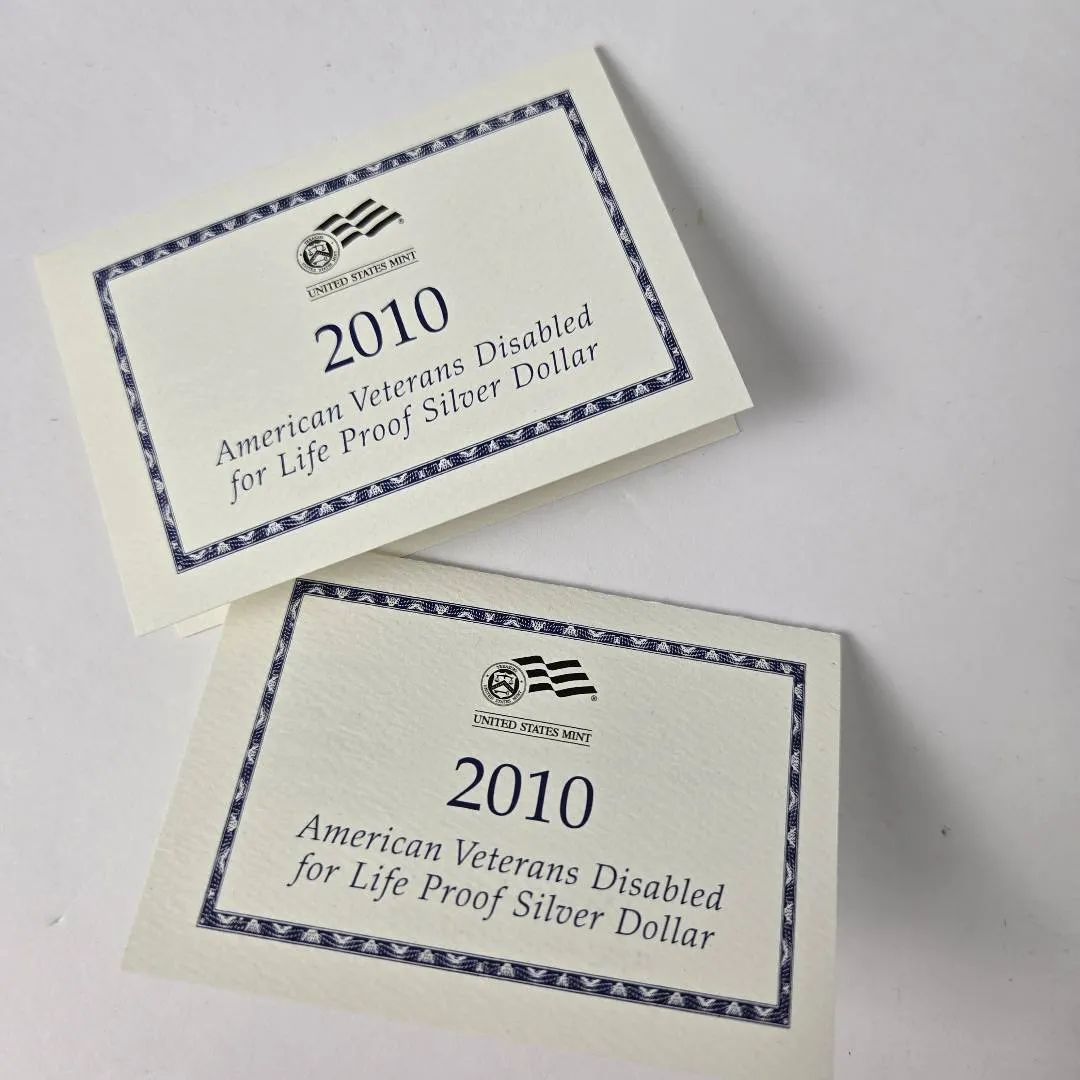 UNITED STATES MINT
2010
American Veterans Disabled
for Life Proof Silver Dollar
UNITED STATES MINT
2010
American Veterans Disabled
for Life Proof Silver Dollar